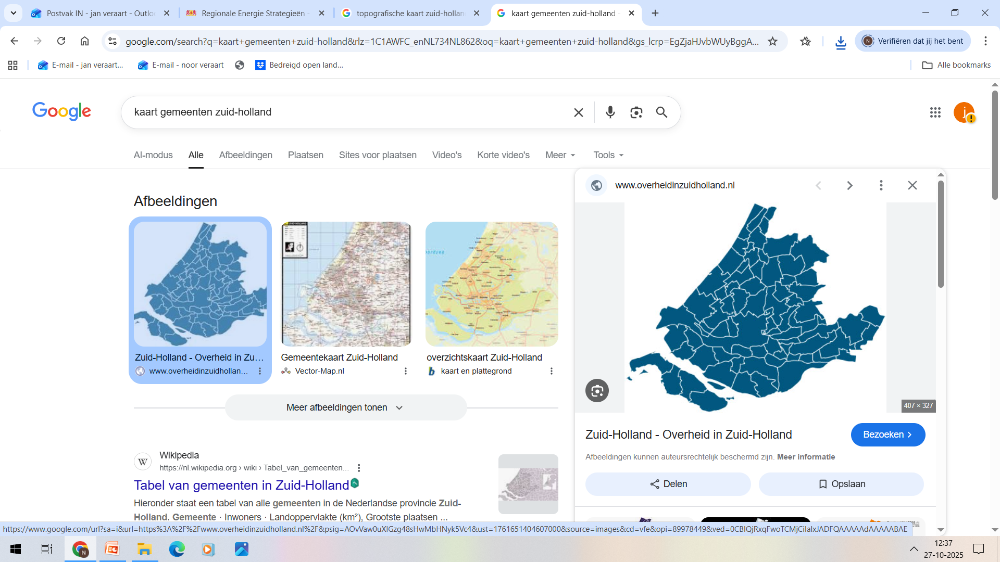 Postvak IN - jan veraart - Outlo
Regionale Energie Strategieën -
topografische kaart zuid-hollan
kaart gemeenten zuid-holland -
google.com/search?q=kaart+gemeenten+zuid-holland&rlz=1C1AWFC_enNL734NL862&oq=kaart+gemeenten+zuid-holland&gs_lcrp=EgZjaHJvbWUyBggA...
N
Verifiëren dat jij het bent
E-mail - jan veraart...
E-mail - noor veraart
Bedreigd open land...
Alle bookmarks
Google
kaart gemeenten zuid-holland
j
AI-modus
Alle
Afbeeldingen
Plaatsen
Sites voor plaatsen
Video's
Korte video's
Meer
Tools
Afbeeldingen
Zuid-Holland - Overheid in Zu...
www.overheidinzuidhollan...
Gemeentekaart Zuid-Holland
Vector-Map.nl
overzichtskaart Zuid-Holland
kaart en plattegrond
Meer afbeeldingen tonen
W
Wikipedia
https://nl.wikipedia.org › wiki › Tabel_van_gemeenten...
Tabel van gemeenten in Zuid-Holland
Hieronder staat een tabel van alle gemeenten in de Nederlandse provincie Zuid-
Holland. Gemeente · Inwoners · Landoppervlakte (km²), Grootste plaatsen ...
www.overheidinzuidholland.nl
407 × 327
Zuid-Holland - Overheid in Zuid-Holland
Bezoeken
Afbeeldingen kunnen auteursrechtelijk beschermd zijn. Meer informatie
Delen
Opslaan
https://www.google.com/url?sa=i&url=https%3A%2F%2Fwww.overheidinzuidholland.nl%2F&psig=AOvVaw0uXlGzg48sHwMbHNyk5Vc4&ust=1761651404607000&source=images&cd=vfe&opi=89978449&ved=0CBIQjRxqFwoTCMjCiIalxJADFQAAAAAdAAAAABAE
N
12:37
27-10-2025